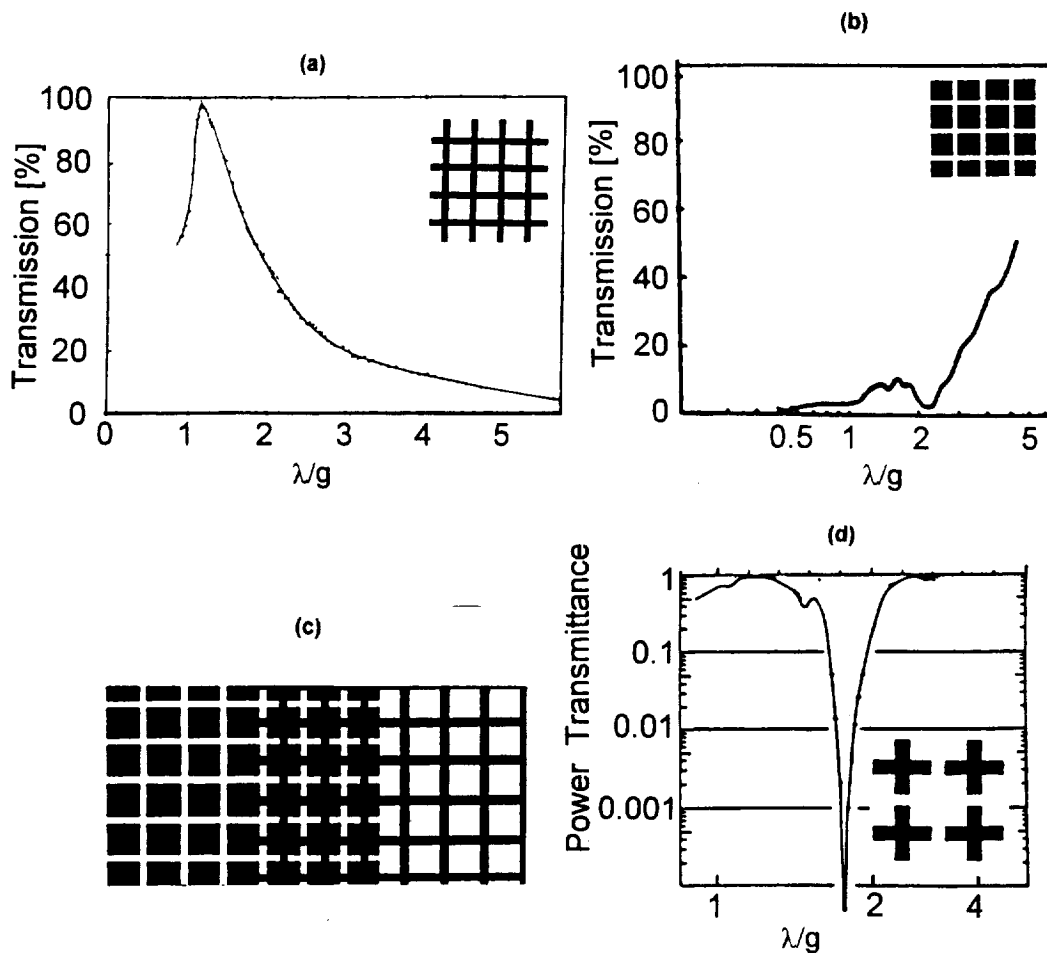 (a)
Transmission [%]
100
80
60
40
20
0
0 1 2 3 4 5
λ/g
(b)
Transmission [%]
100
80
60
40
20
0
0.5 1 2 5
λ/g
(c)
(d)
Power Transmittance
1
0.1
0.01
0.001
1 2 4
λ/g